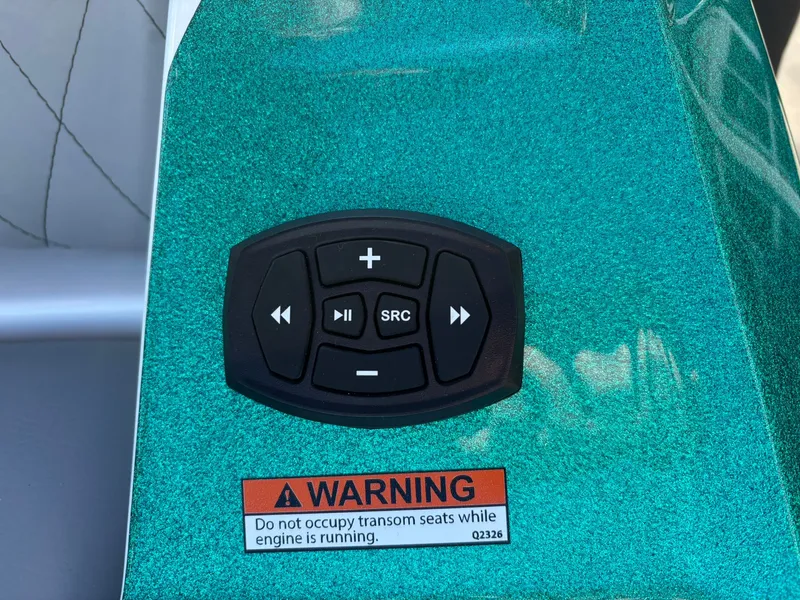 SRC
WARNING
Do not occupy transom seats while
engine is running.
Q2326